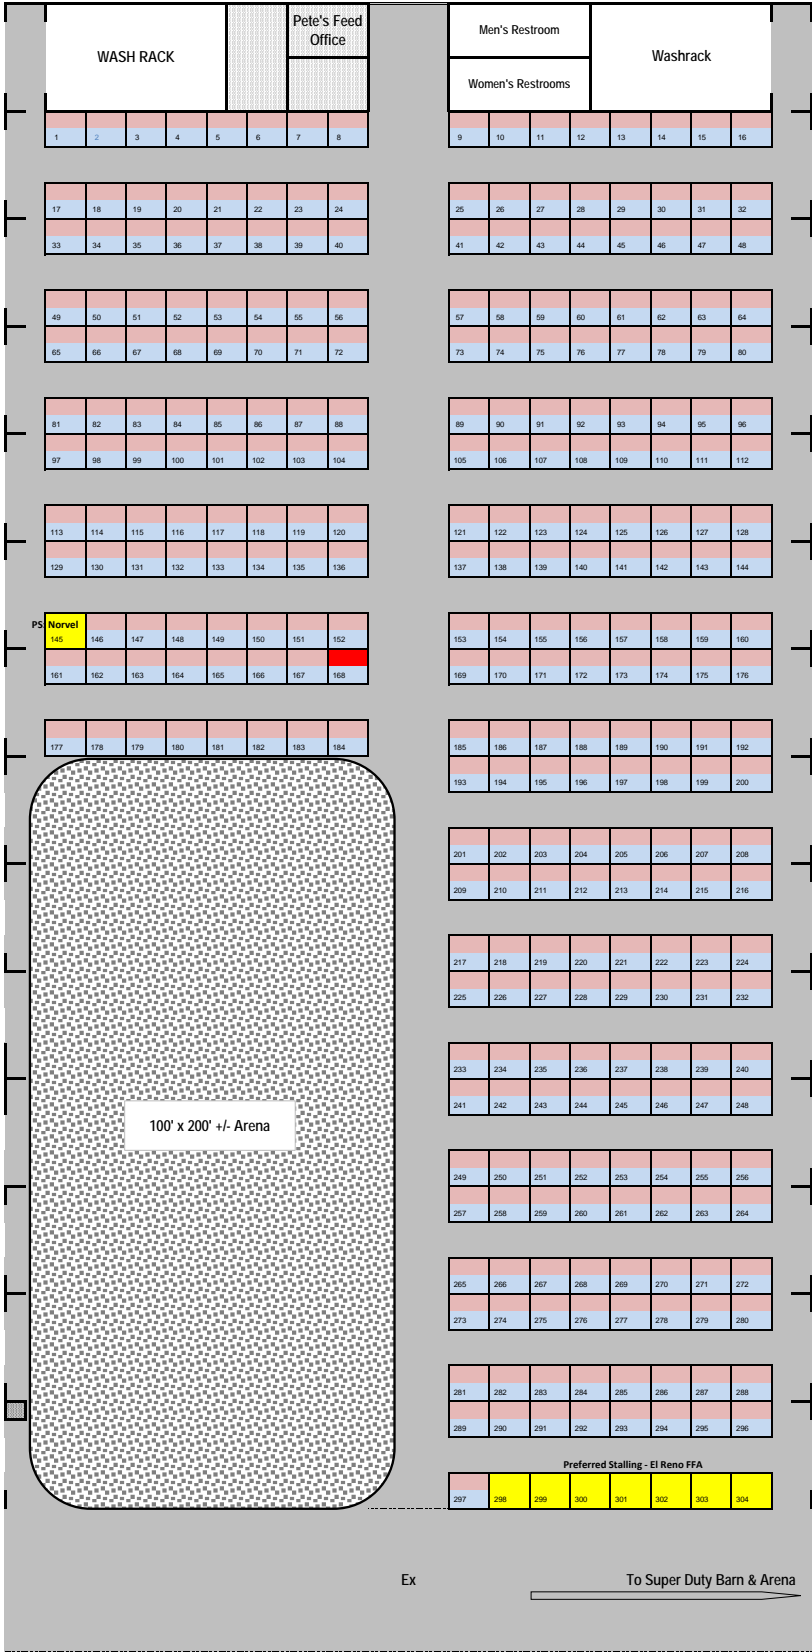 Pete's Feed
Office
WASH RACK
Men's Restroom
Women's Restrooms
Washrack
1 2 3 4 5 6 7 8 9 10 11 12 13 14 15 16
17 18 19 20 21 22 23 24 25 26 27 28 29 30 31 32
33 34 35 36 37 38 39 40 41 42 43 44 45 46 47 48
49 50 51 52 53 54 55 56 57 58 59 60 61 62 63 64
65 66 67 68 69 70 71 72 73 74 75 76 77 78 79 80
81 82 83 84 85 86 87 88 89 90 91 92 93 94 95 96
97 98 99 100 101 102 103 104 105 106 107 108 109 110 111 112
113 114 115 116 117 118 119 120 121 122 123 124 125 126 127 128
129 130 131 132 133 134 135 136 137 138 139 140 141 142 143 144
PS: Norvel
145 146 147 148 149 150 151 152 153 154 155 156 157 158 159 160
161 162 163 164 165 166 167 168 169 170 171 172 173 174 175 176
177 178 179 180 181 182 183 184 185 186 187 188 189 190 191 192
193 194 195 196 197 198 199 200
201 202 203 204 205 206 207 208
209 210 211 212 213 214 215 216
217 218 219 220 221 222 223 224
225 226 227 228 229 230 231 232
233 234 235 236 237 238 239 240
241 242 243 244 245 246 247 248
100' x 200' +/- Arena
249 250 251 252 253 254 255 256
257 258 259 260 261 262 263 264
265 266 267 268 269 270 271 272
273 274 275 276 277 278 279 280
281 282 283 284 285 286 287 288
289 290 291 292 293 294 295 296
Preferred Stalling - El Reno FFA
297 298 299 300 301 302 303 304
Ex
To Super Duty Barn & Arena